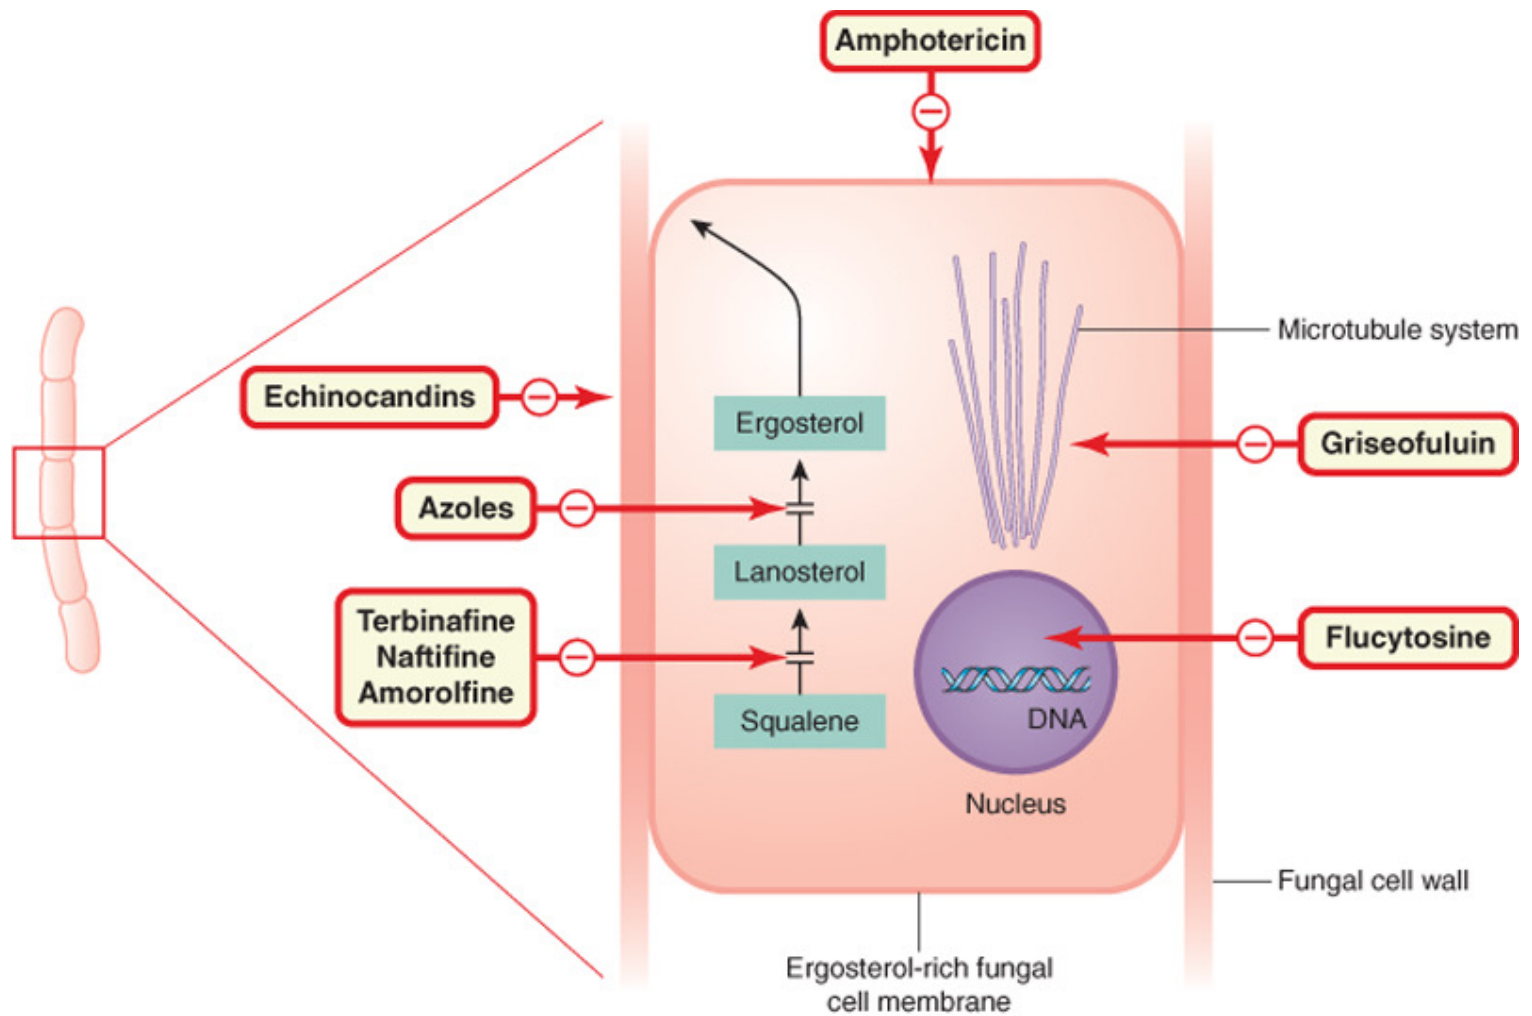 Amphotericin
Microtubule system
Echinocandins
Ergosterol
Griseofuluin
Azoles
Lanosterol
Terbinafine
Naftifine
Amorolfine
Flucytosine
Squalene
DNA
Nucleus
Fungal cell wall
Ergosterol-rich fungal
cell membrane